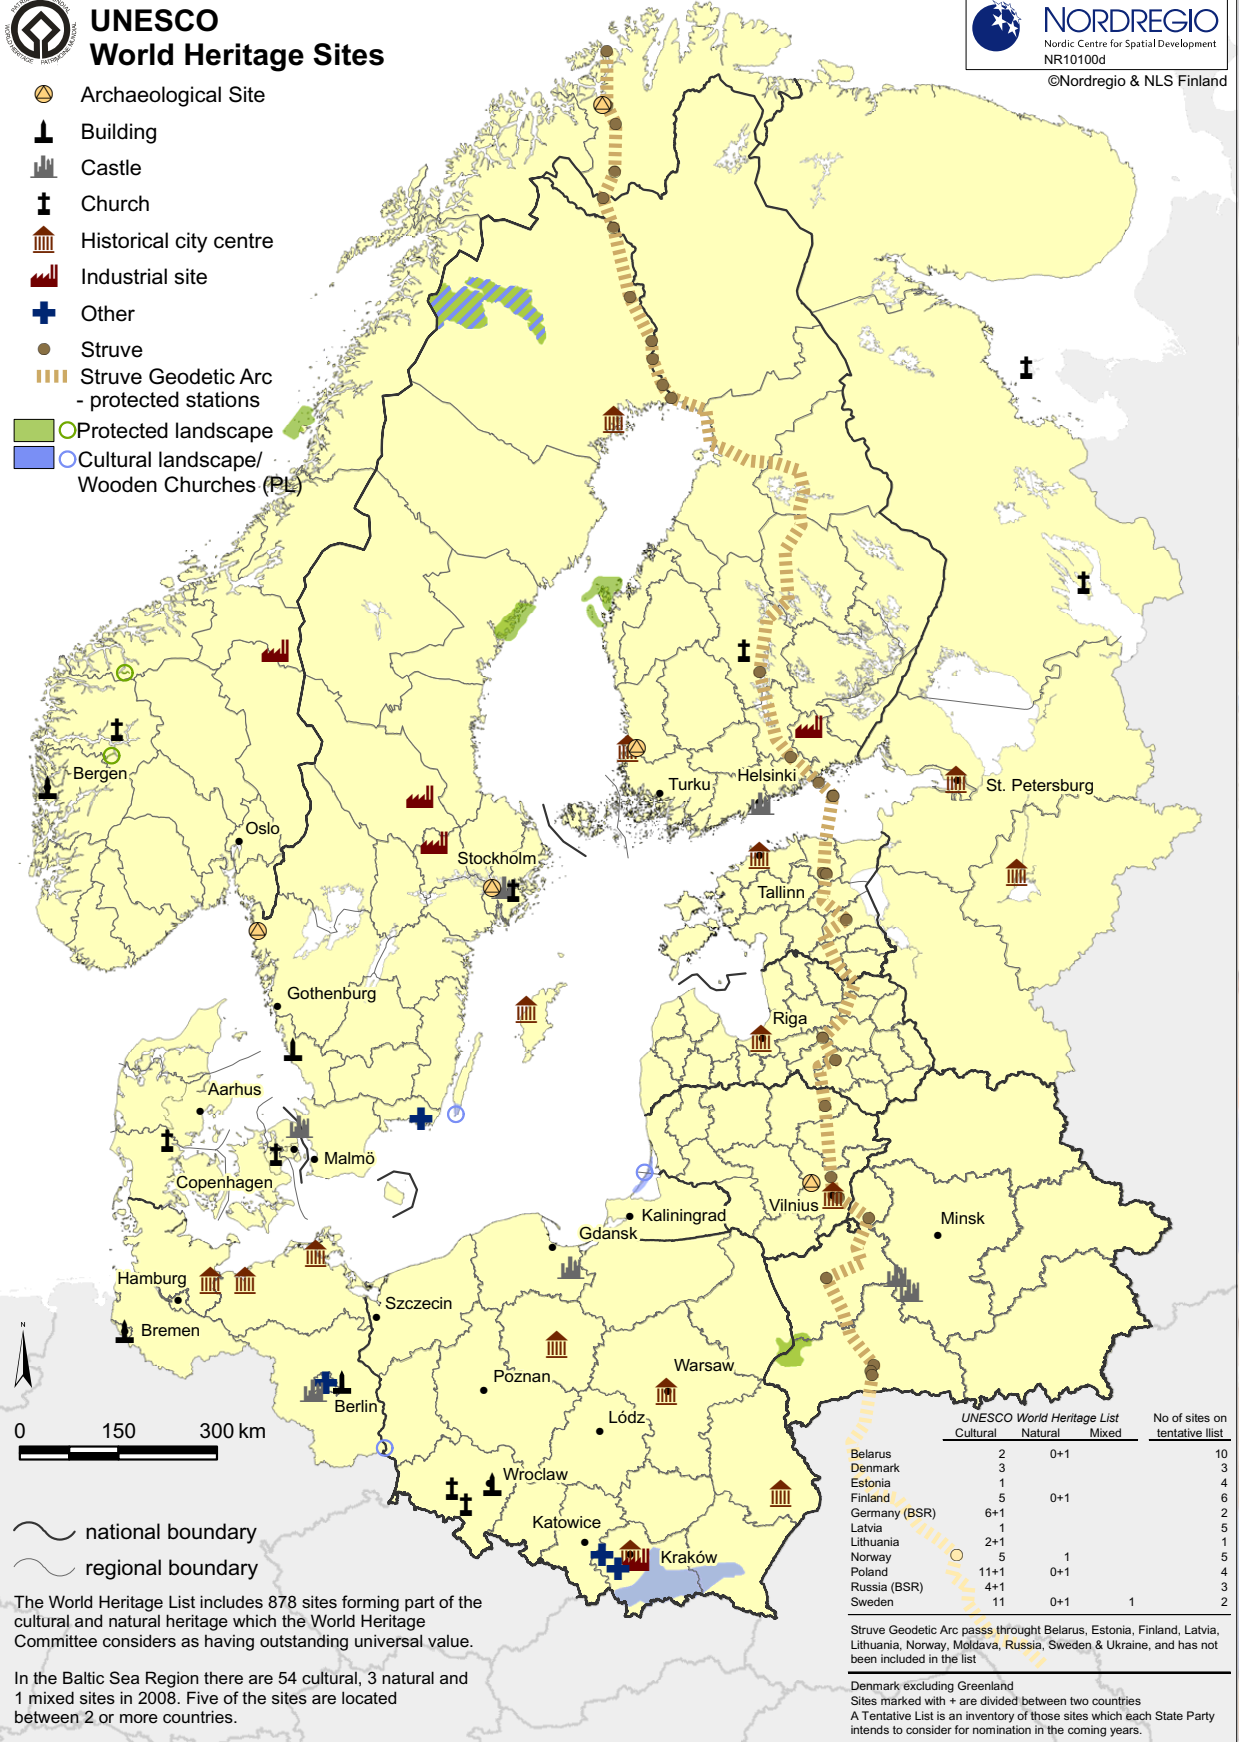 UNESCO
World Heritage Sites
Archaeological Site
Building
Castle
Church
Historical city centre
Industrial site
Other
Struve
Struve Geodetic Arc
- protected stations
Protected landscape
Cultural landscape/
Wooden Churches (PL)
NORDREGIO
Nordic Centre for Spatial Development
NR10100d
©Nordregio & NLS Finland
Bergen
Oslo
Turku
Helsinki
St. Petersburg
Stockholm
Tallinn
Gothenburg
Riga
Aarhus
Malmö
Copenhagen
Vilnius
Kaliningrad
Minsk
Gdansk
Hamburg
Szczecin
Bremen
Warsaw
Poznan
Berlin
Lódz
Wroclaw
Katowice
Kraków
N
0 150 300 km
national boundary
regional boundary
The World Heritage List includes 878 sites forming part of the
cultural and natural heritage which the World Heritage
Committee considers as having outstanding universal value.
In the Baltic Sea Region there are 54 cultural, 3 natural and
1 mixed sites in 2008. Five of the sites are located
between 2 or more countries.
UNESCO World Heritage List No of sites on
Cultural Natural Mixed tentative llist
Belarus 2 0+1 10
Denmark 3 3
Estonia 1 4
Finland 5 0+1 6
Germany (BSR) 6+1 2
Latvia 1 5
Lithuania 2+1 1
Norway 5 1 5
Poland 11+1 0+1 4
Russia (BSR) 4+1 3
Sweden 11 0+1 1 2
Struve Geodetic Arc passs throught Belarus, Estonia, Finland, Latvia,
Lithuania, Norway, Moldava, Russia, Sweden & Ukraine, and has not
been included in the list
Denmark excluding Greenland
Sites marked with + are divided between two countries
A Tentative List is an inventory of those sites which each State Party
intends to consider for nomination in the coming years.